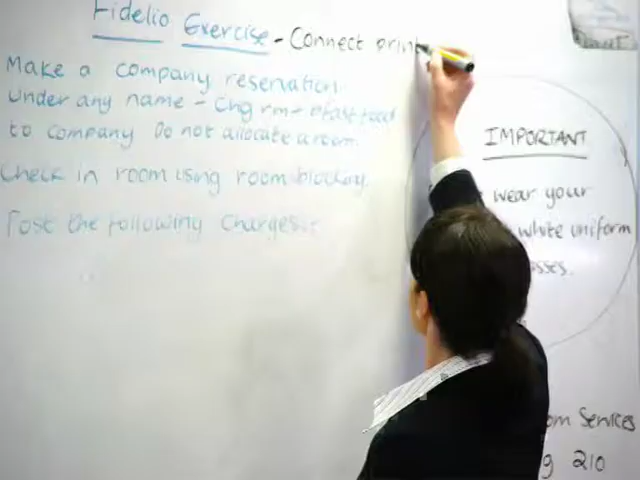 Fidelio Exercise - Connect print
Make a company reservation
Under any name - Chg rm - bfast food
to company Do not allocate a room.
Check in room using room blocking.
Post the following Charges:-
IMPORTANT
wear your
white uniform
om Services
210